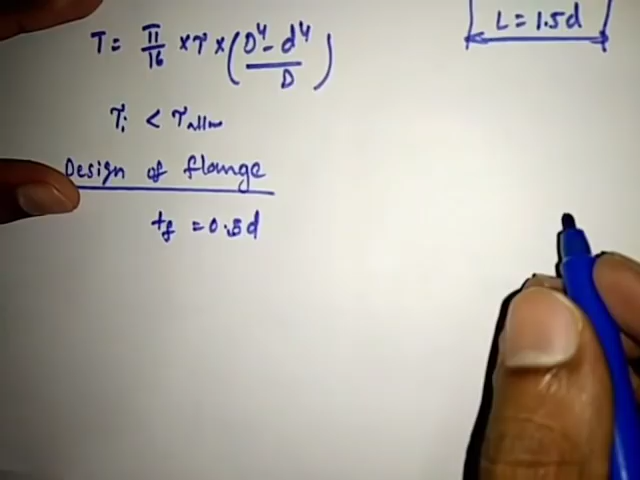 T = π/16 × τ × (D⁴ - d⁴ / D)
L = 1.5d
τi < τallow
Design of flange
tf = 0.5d